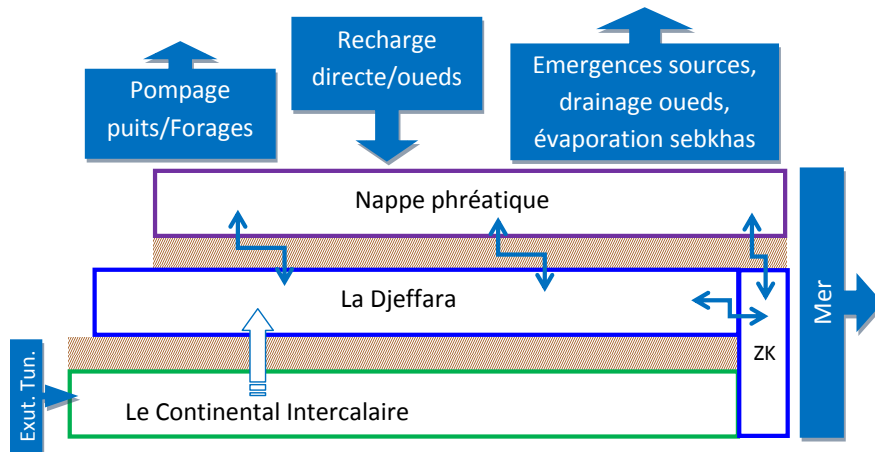 Pompage
puits/Forages
Recharge
directe/oueds
Emergences sources,
drainage oueds,
évaporation sebkhas
Nappe phréatique
La Djeffara
ZK
Mer
Exut. Tun.
Le Continental Intercalaire